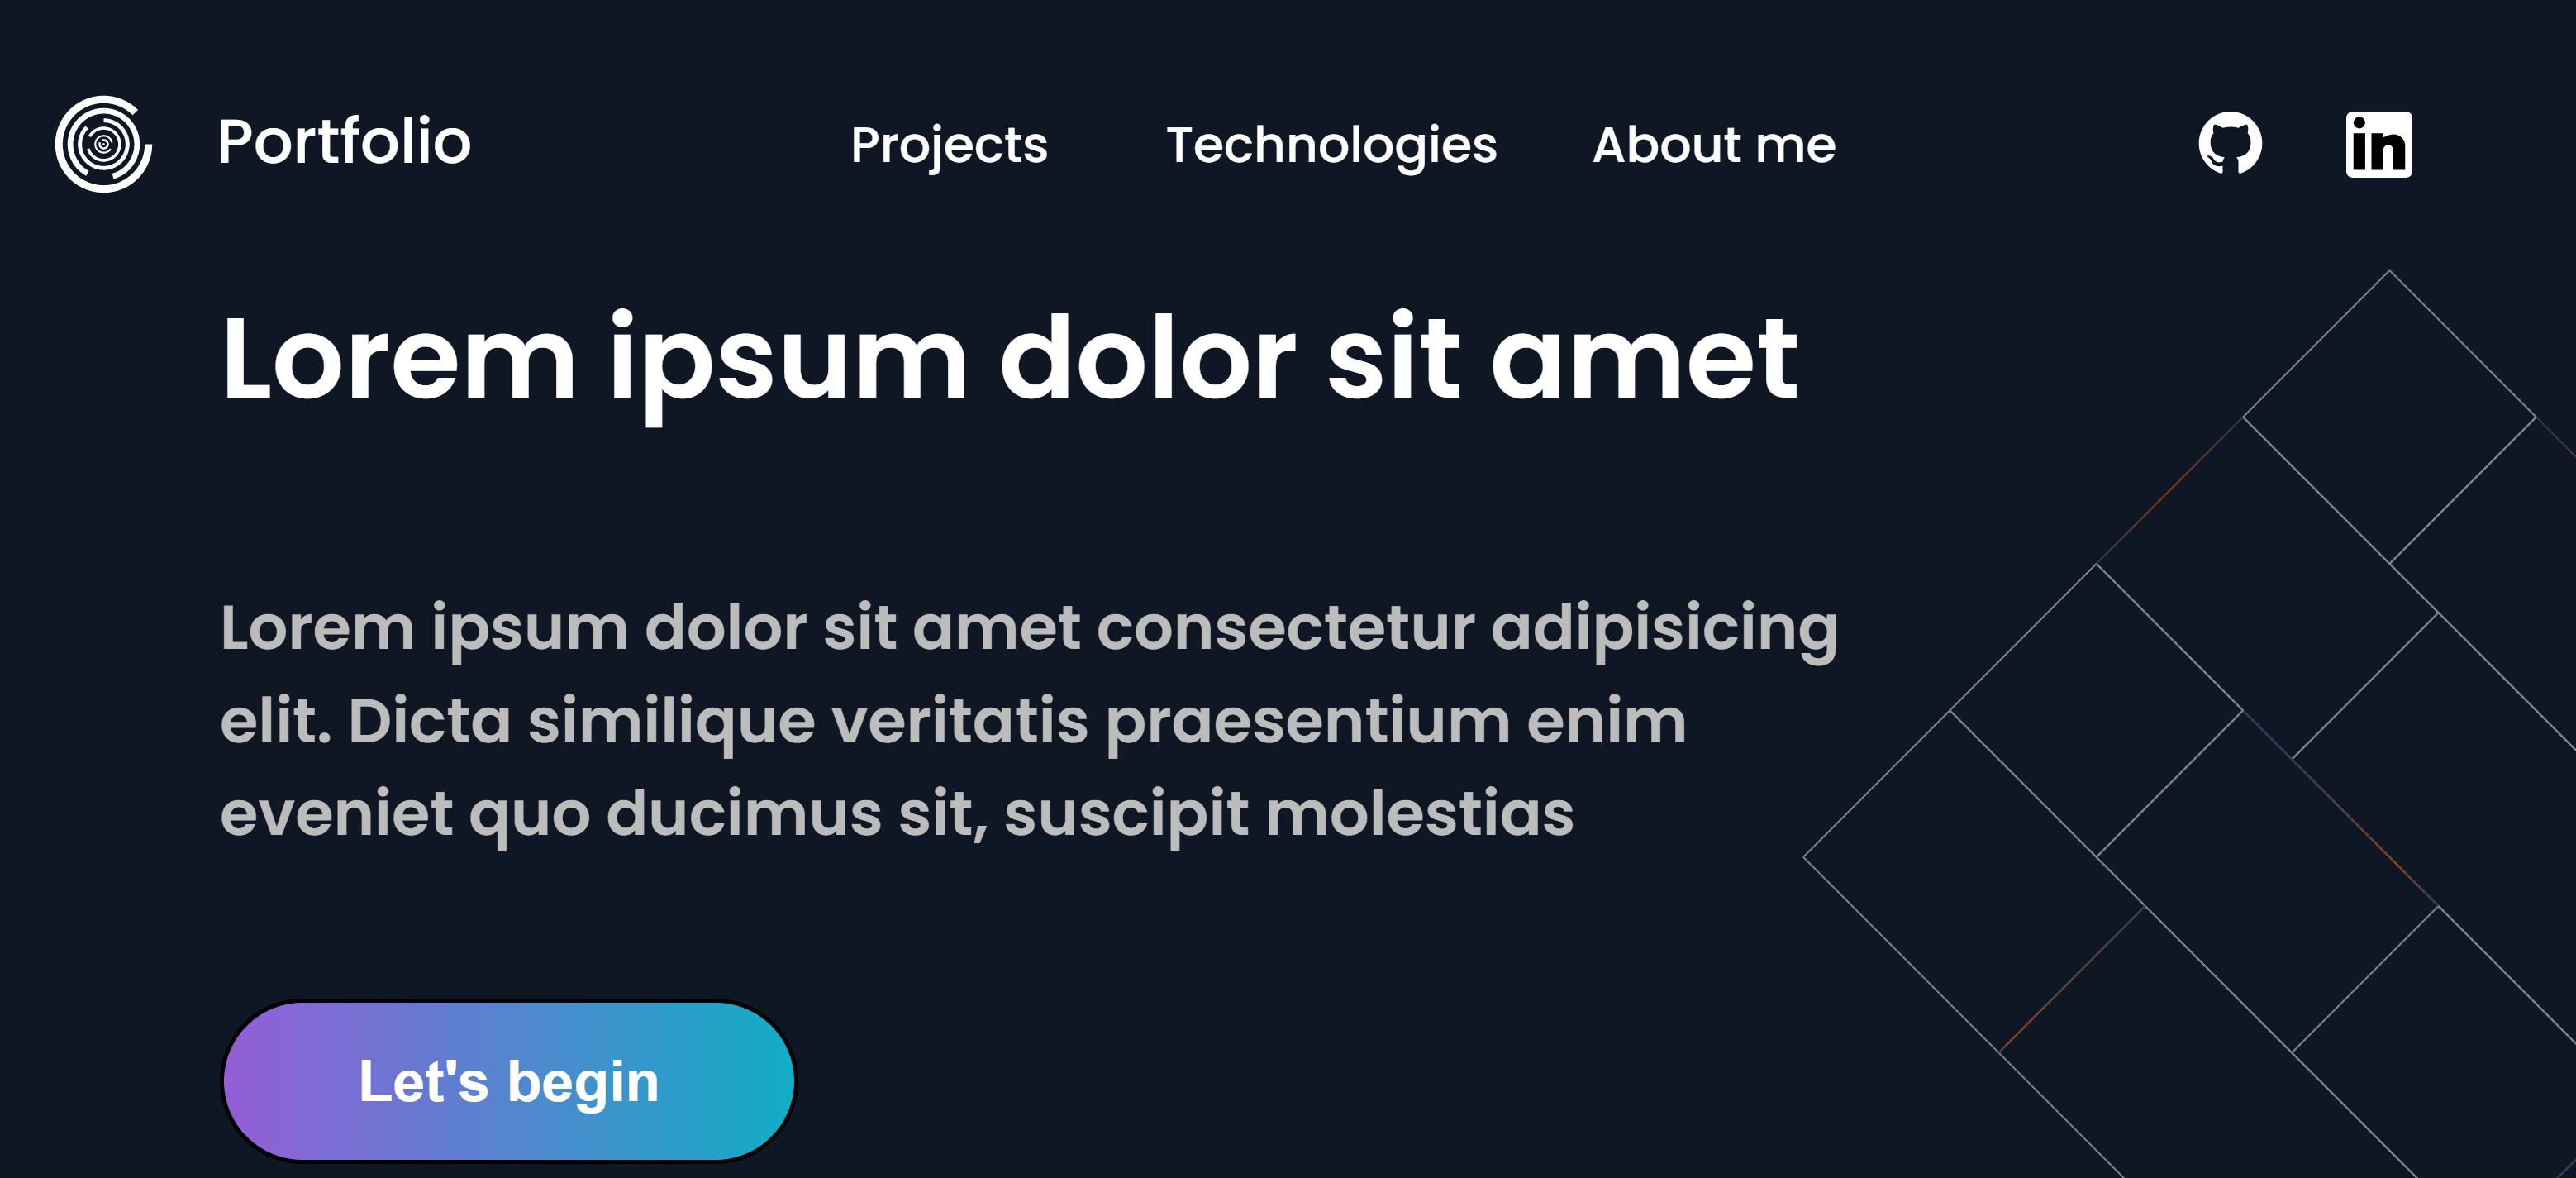 Portfolio
Projects
Technologies
About me
in
Lorem ipsum dolor sit amet
Lorem ipsum dolor sit amet consectetur adipisicing
elit. Dicta similique veritatis praesentium enim
eveniet quo ducimus sit, suscipit molestias
Let's begin